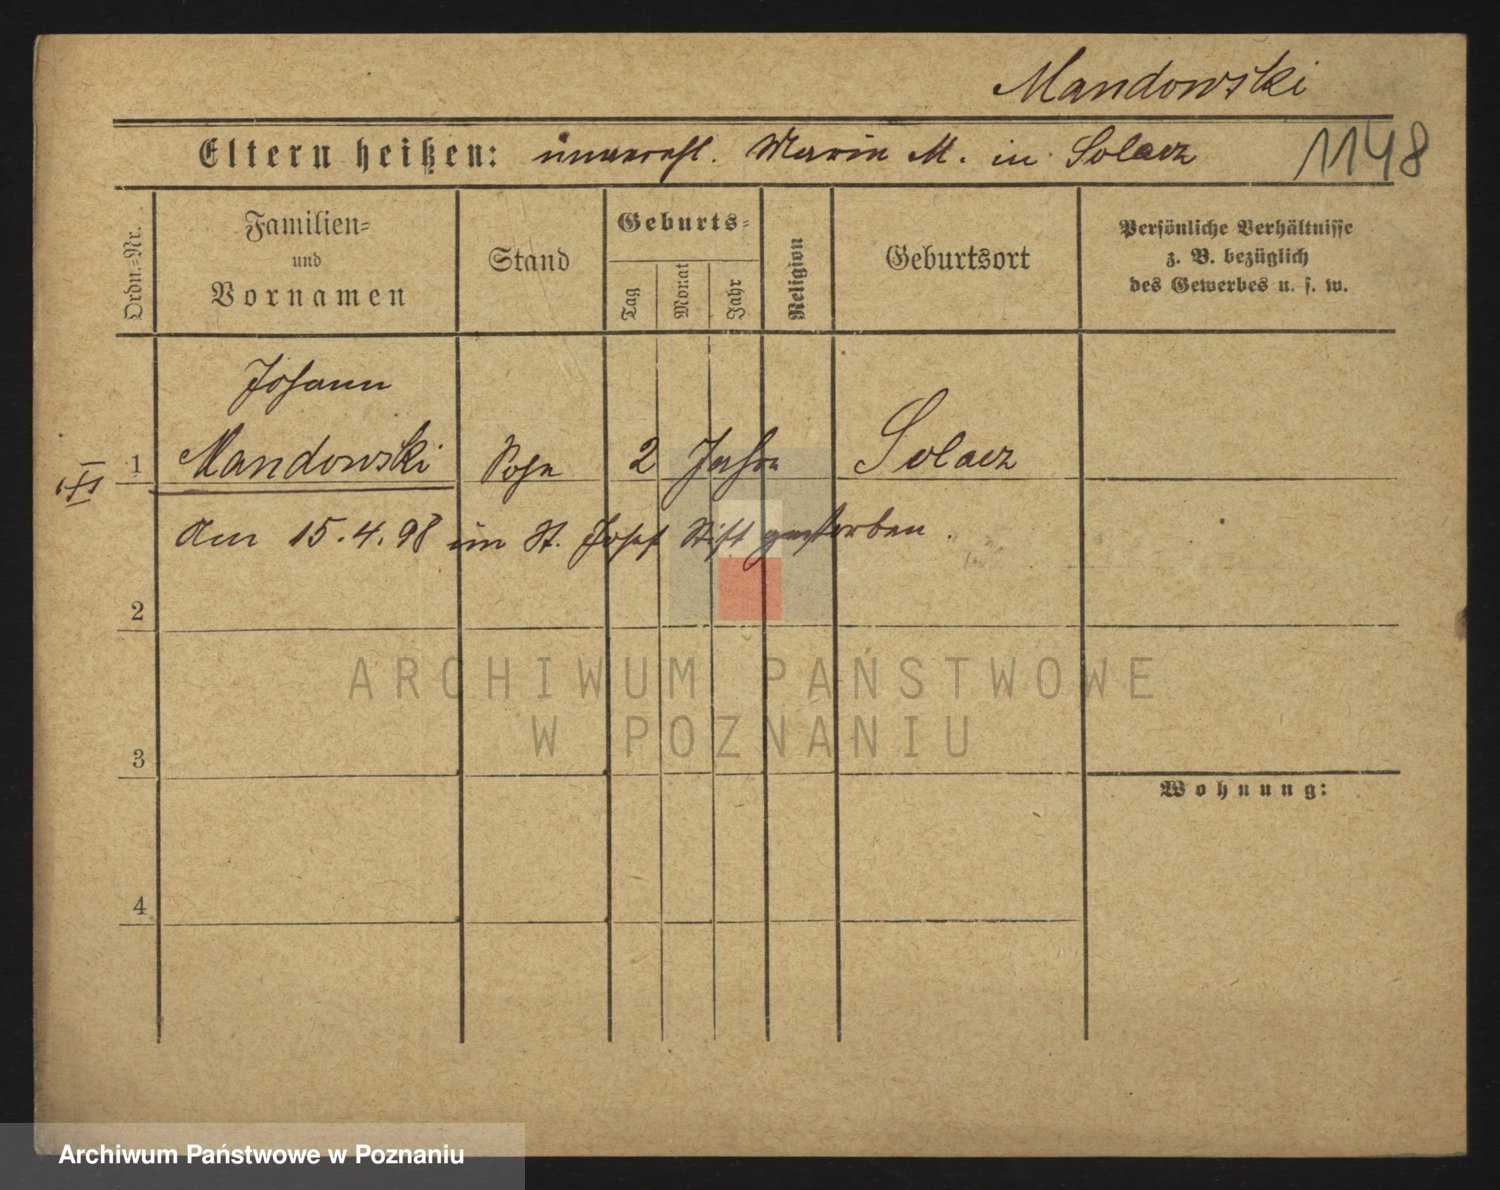 Mandowski
Eltern heißen: unverehl. Marie M. in Solacz 1148
Ordn.-Nr.
Familien-
und
Vornamen
Stand
Geburts-
Tag
Monat
Jahr
Religion
Geburtsort
Persönliche Verhältnisse
z. B. bezüglich
des Gewerbes u. s. w.
Johann
1 Mandowski Sohn 2 Jahre Solacz
am 15.4.98 im St. Josef Stift gestorben.
2
3
4
Wohnung:
ARCHIWUM PAŃSTWOWE
W POZNANIU
Archiwum Państwowe w Poznaniu